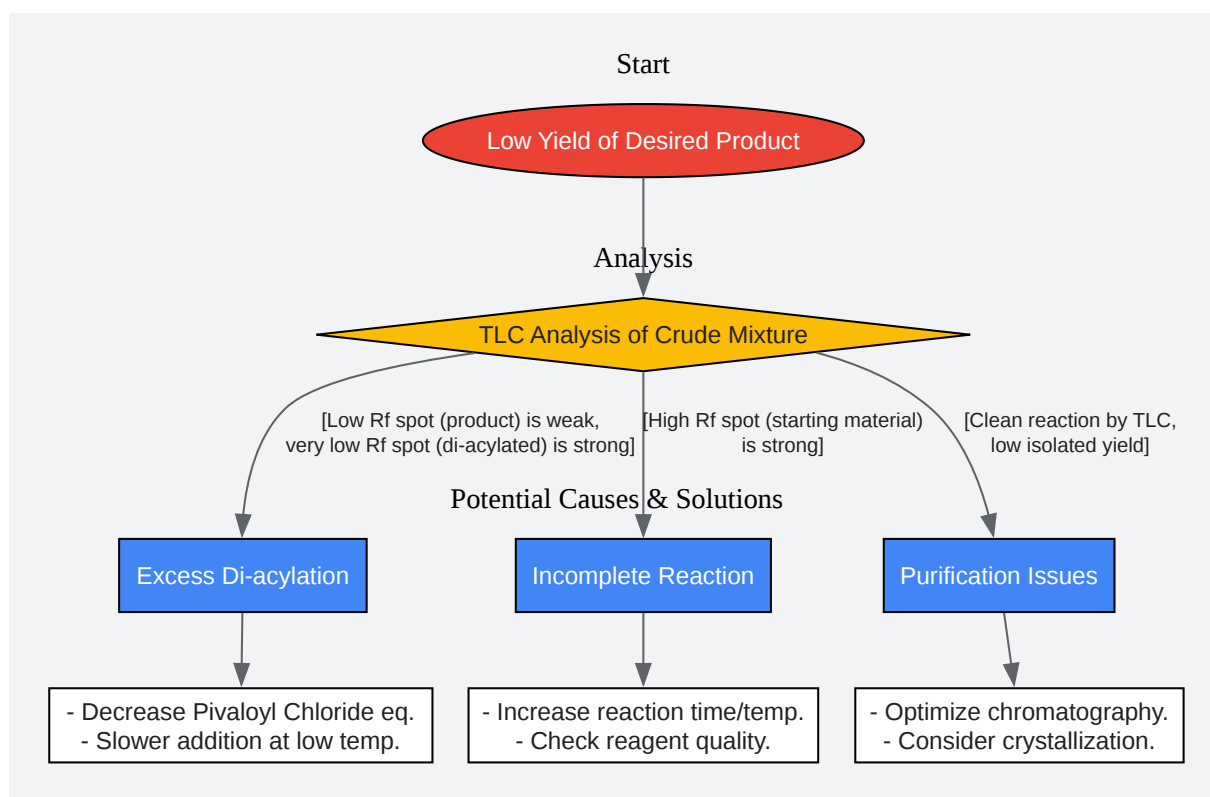 Start
Low Yield of Desired Product
Analysis
TLC Analysis of Crude Mixture
[Low Rf spot (product) is weak,
very low Rf spot (di-acylated) is strong]
[High Rf spot (starting material)
is strong]
[Clean reaction by TLC,
low isolated yield]
Potential Causes & Solutions
Excess Di-acylation
Incomplete Reaction
Purification Issues
- Decrease Pivaloyl Chloride eq.
- Slower addition at low temp.
- Increase reaction time/temp.
- Check reagent quality.
- Optimize chromatography.
- Consider crystallization.